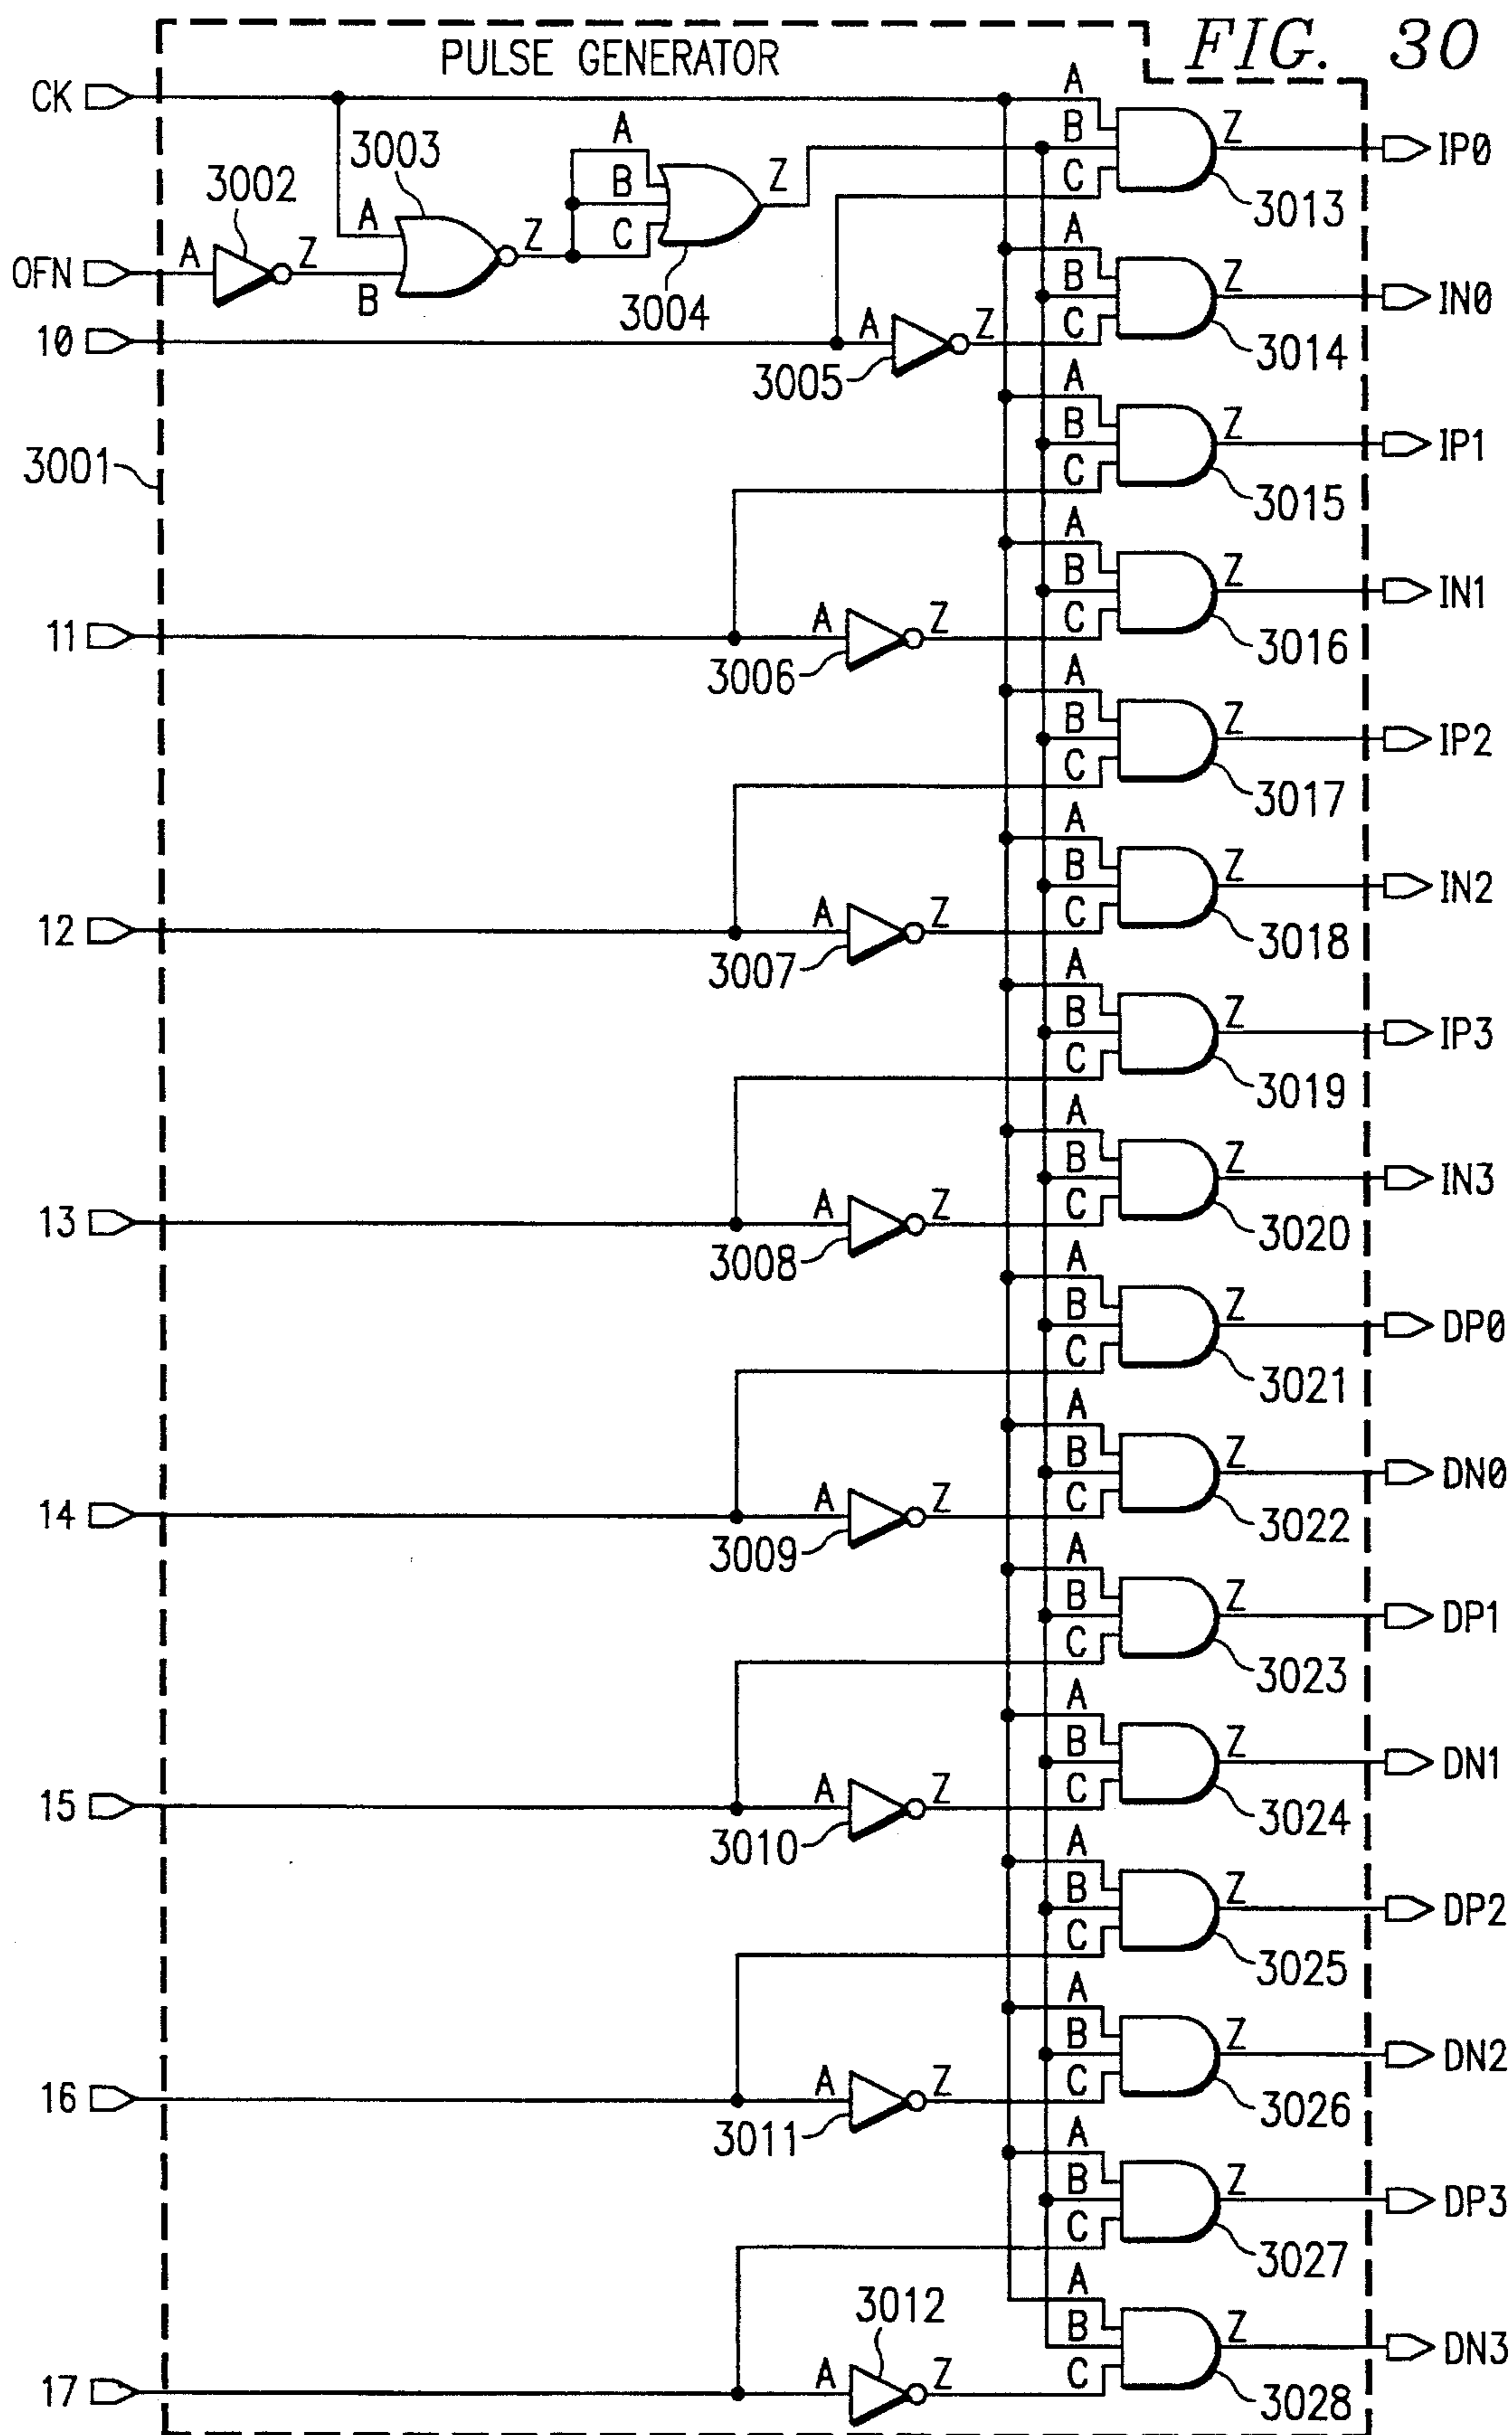 FIG. 30
PULSE GENERATOR
CK
A
B
C
Z
IP0
3013
3003
A
B
C
Z
3004
3002
A
Z
A
B
Z
OFN
10
A
Z
3005
A
B
C
Z
IN0
3014
3001
A
B
C
Z
IP1
3015
11
A
Z
3006
A
B
C
Z
IN1
3016
A
B
C
Z
IP2
3017
12
A
Z
3007
A
B
C
Z
IN2
3018
A
B
C
Z
IP3
3019
13
A
Z
3008
A
B
C
Z
IN3
3020
A
B
C
Z
DP0
3021
14
A
Z
3009
A
B
C
Z
DN0
3022
A
B
C
Z
DP1
3023
15
A
Z
3010
A
B
C
Z
DN1
3024
A
B
C
Z
DP2
3025
16
A
Z
3011
A
B
C
Z
DN2
3026
A
B
C
Z
DP3
3027
17
A
Z
3012
A
B
C
Z
DN3
3028